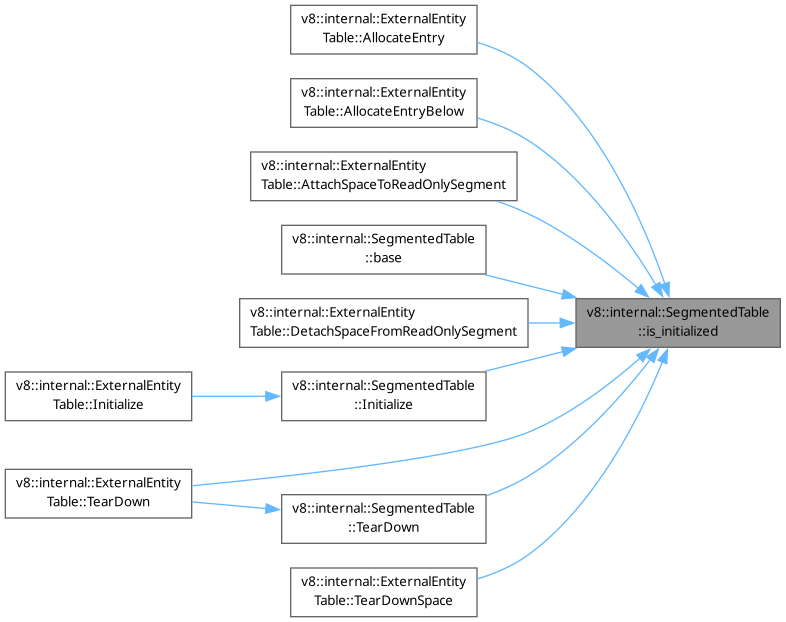 v8::internal::ExternalEntity
Table::AllocateEntry
v8::internal::ExternalEntity
Table::AllocateEntryBelow
v8::internal::ExternalEntity
Table::AttachSpaceToReadOnlySegment
v8::internal::SegmentedTable
::base
v8::internal::SegmentedTable
::is_initialized
v8::internal::ExternalEntity
Table::DetachSpaceFromReadOnlySegment
v8::internal::ExternalEntity
Table::Initialize
v8::internal::SegmentedTable
::Initialize
v8::internal::ExternalEntity
Table::TearDown
v8::internal::SegmentedTable
::TearDown
v8::internal::ExternalEntity
Table::TearDownSpace